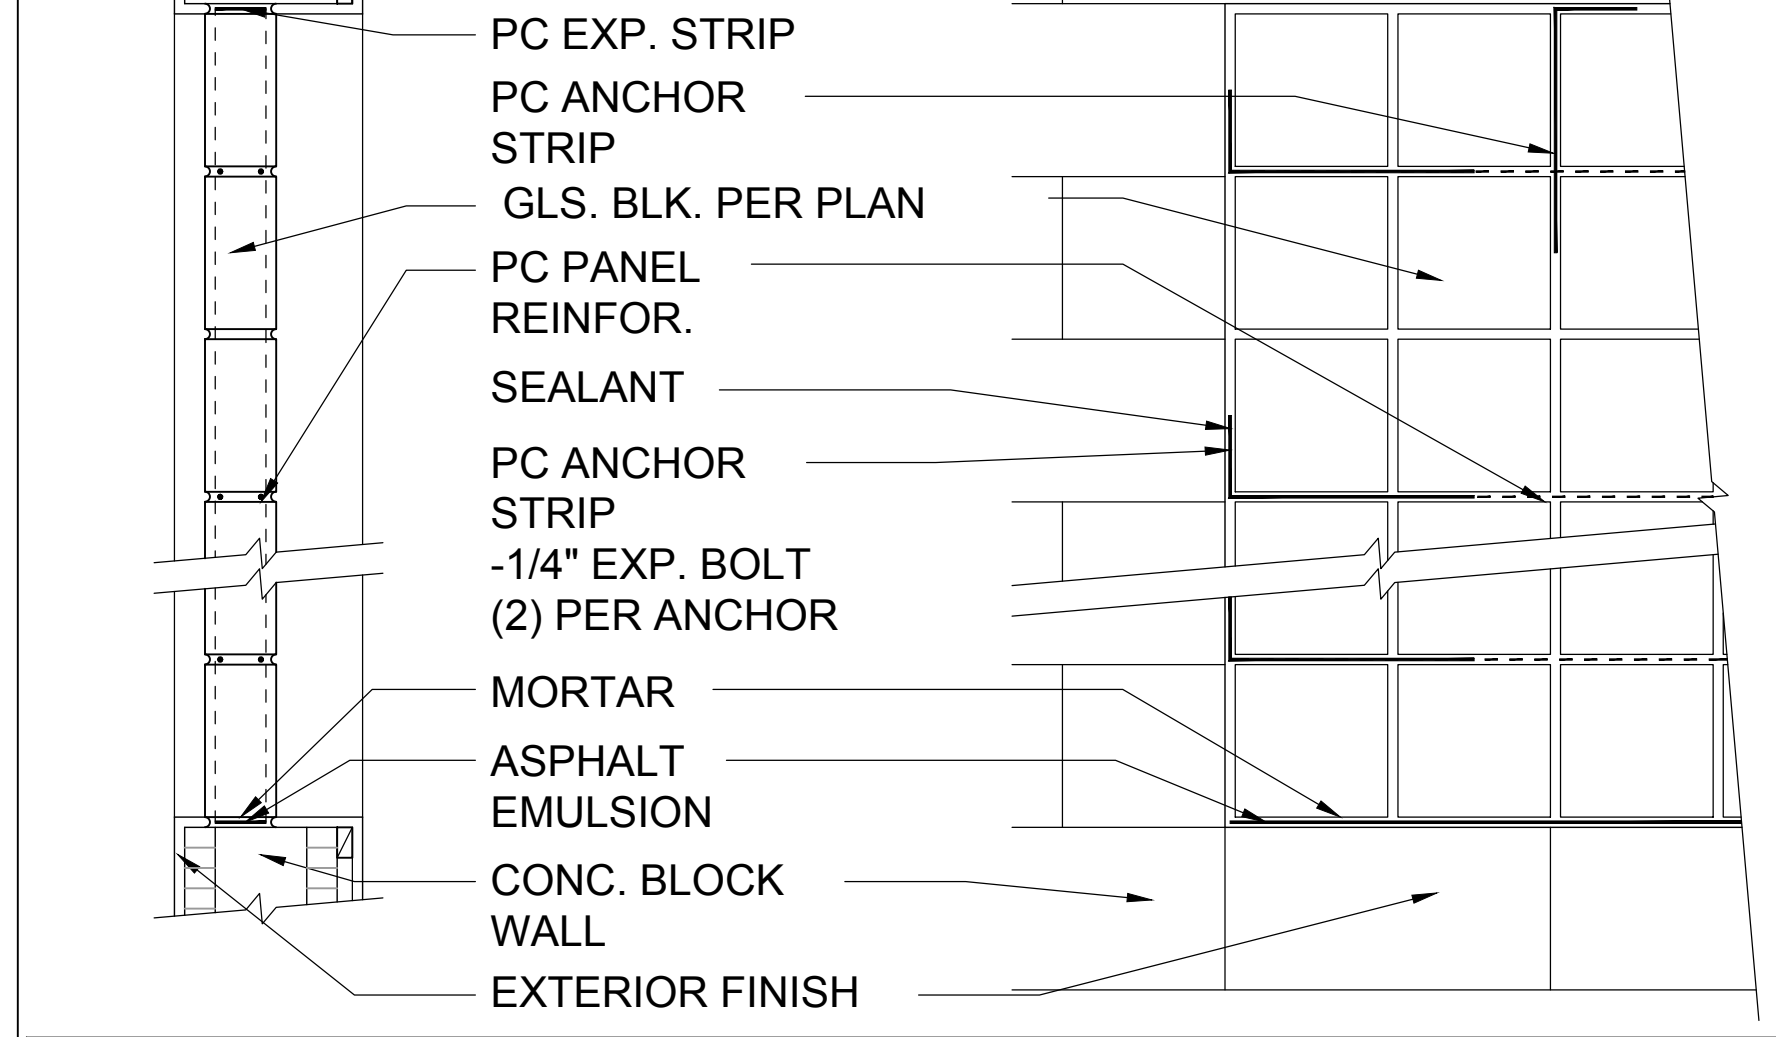 PC EXP. STRIP
PC ANCHOR
STRIP
GLS. BLK. PER PLAN
PC PANEL
REINFOR.
SEALANT
PC ANCHOR
STRIP
-1/4" EXP. BOLT
(2) PER ANCHOR
MORTAR
ASPHALT
EMULSION
CONC. BLOCK
WALL
EXTERIOR FINISH